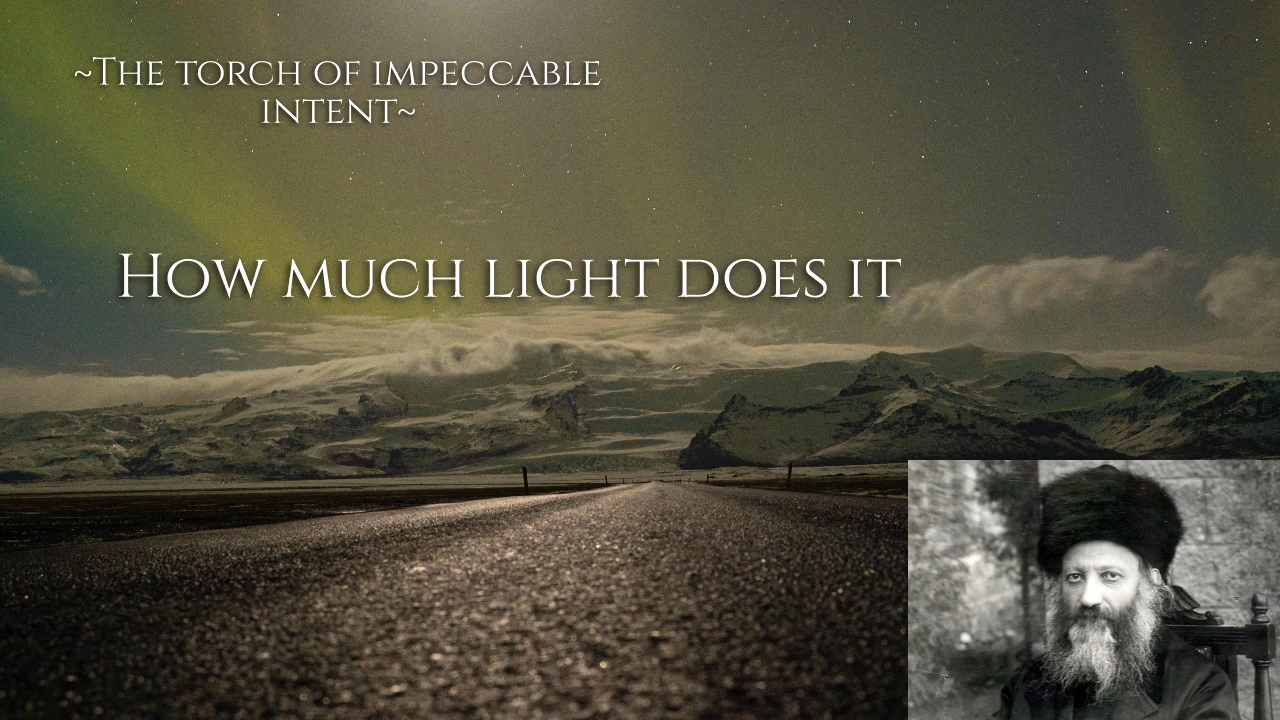 ~The torch of impeccable
intent~
How much light does it